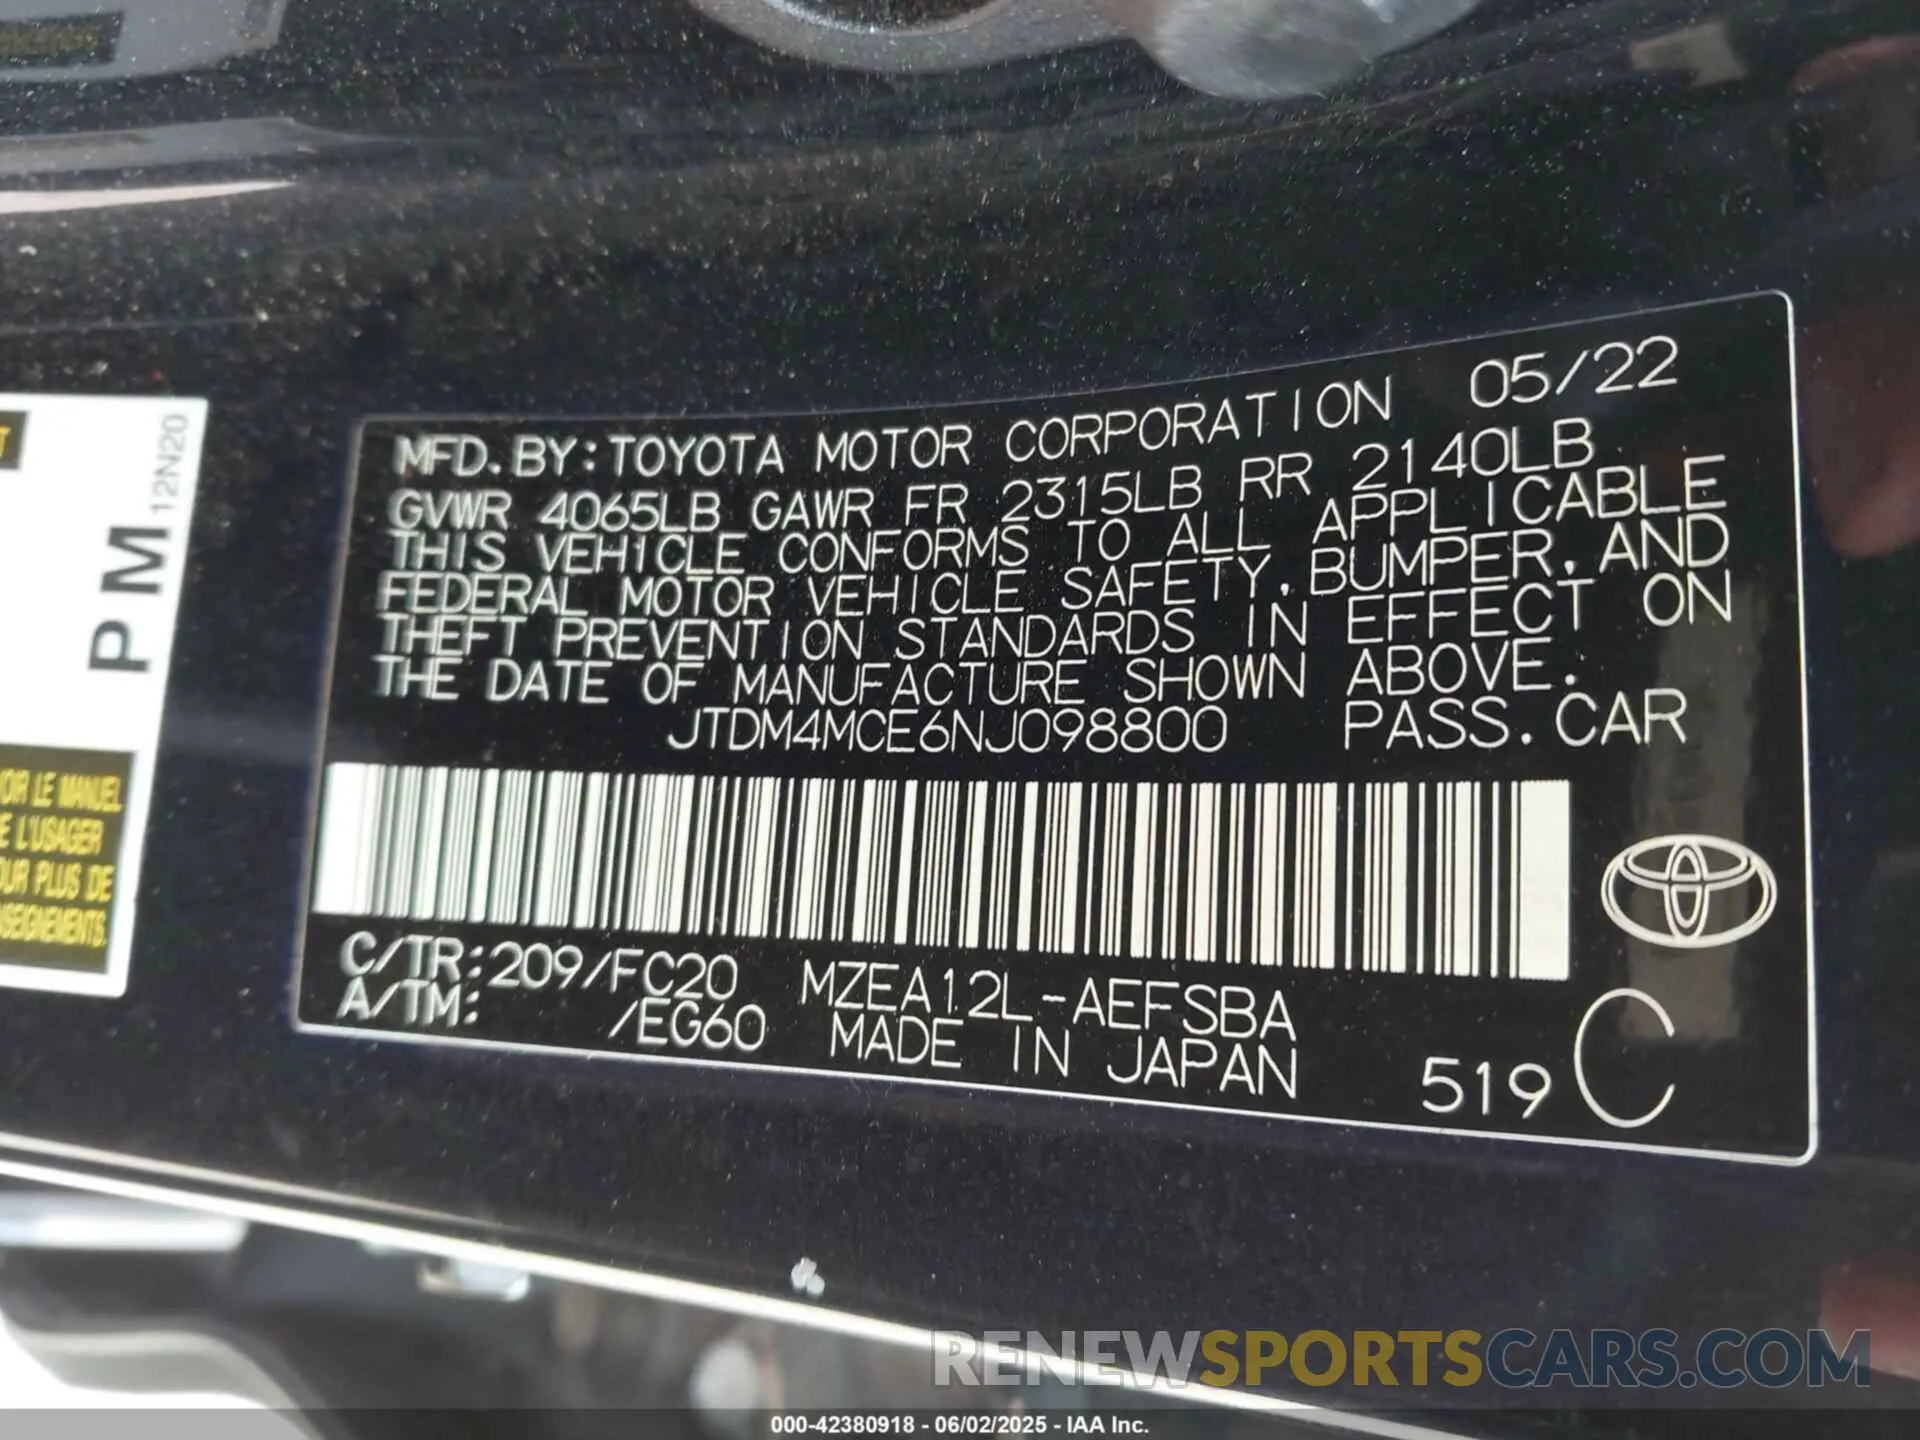 MFD. BY: TOYOTA MOTOR CORPORATION 05/22
GVWR 4065LB GAWR FR 2315LB RR 2140LB
THIS VEHICLE CONFORMS TO ALL APPLICABLE
FEDERAL MOTOR VEHICLE SAFETY, BUMPER, AND
THEFT PREVENTION STANDARDS IN EFFECT ON
THE DATE OF MANUFACTURE SHOWN ABOVE.
JTDM4MCE6NJ098800 PASS. CAR
C/TR: 209/FC20 MZEA12L-AEFSBA
A/TM: /EG60 MADE IN JAPAN 519 C
PM 12N20
LE MANUEL
L'USAGER
PLUS DE
RENEWSPORTSCARS.COM
000-42380918 - 06/02/2025 - IAA Inc.